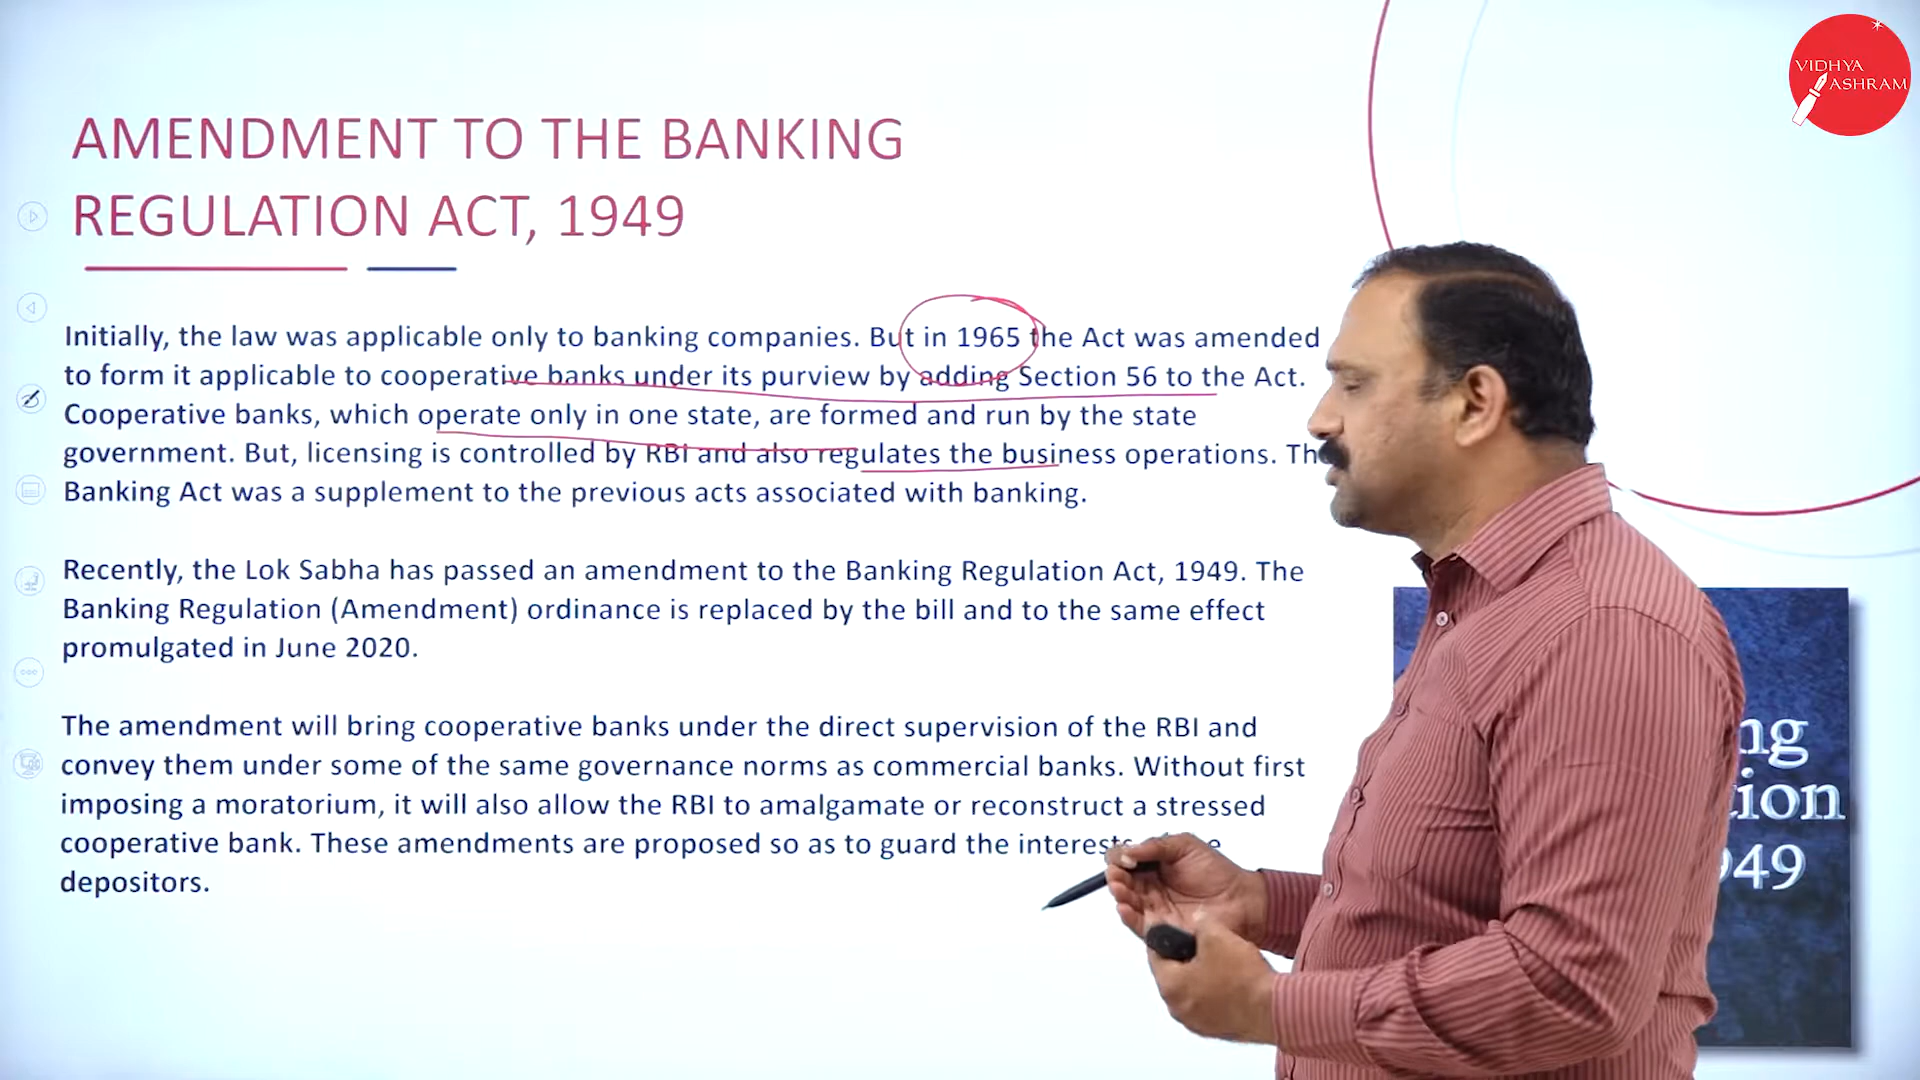 VIDHYA
ASHRAM
AMENDMENT TO THE BANKING
REGULATION ACT, 1949
Initially, the law was applicable only to banking companies. But in 1965 the Act was amended
to form it applicable to cooperative banks under its purview by adding Section 56 to the Act.
Cooperative banks, which operate only in one state, are formed and run by the state
government. But, licensing is controlled by RBI and also regulates the business operations. Th
Banking Act was a supplement to the previous acts associated with banking.
Recently, the Lok Sabha has passed an amendment to the Banking Regulation Act, 1949. The
Banking Regulation (Amendment) ordinance is replaced by the bill and to the same effect
promulgated in June 2020.
The amendment will bring cooperative banks under the direct supervision of the RBI and
convey them under some of the same governance norms as commercial banks. Without first
imposing a moratorium, it will also allow the RBI to amalgamate or reconstruct a stressed
cooperative bank. These amendments are proposed so as to guard the interests
depositors.
ng
tion
949